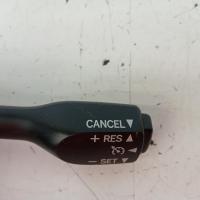 CANCEL▼
+ RES ▲
− SET ▼